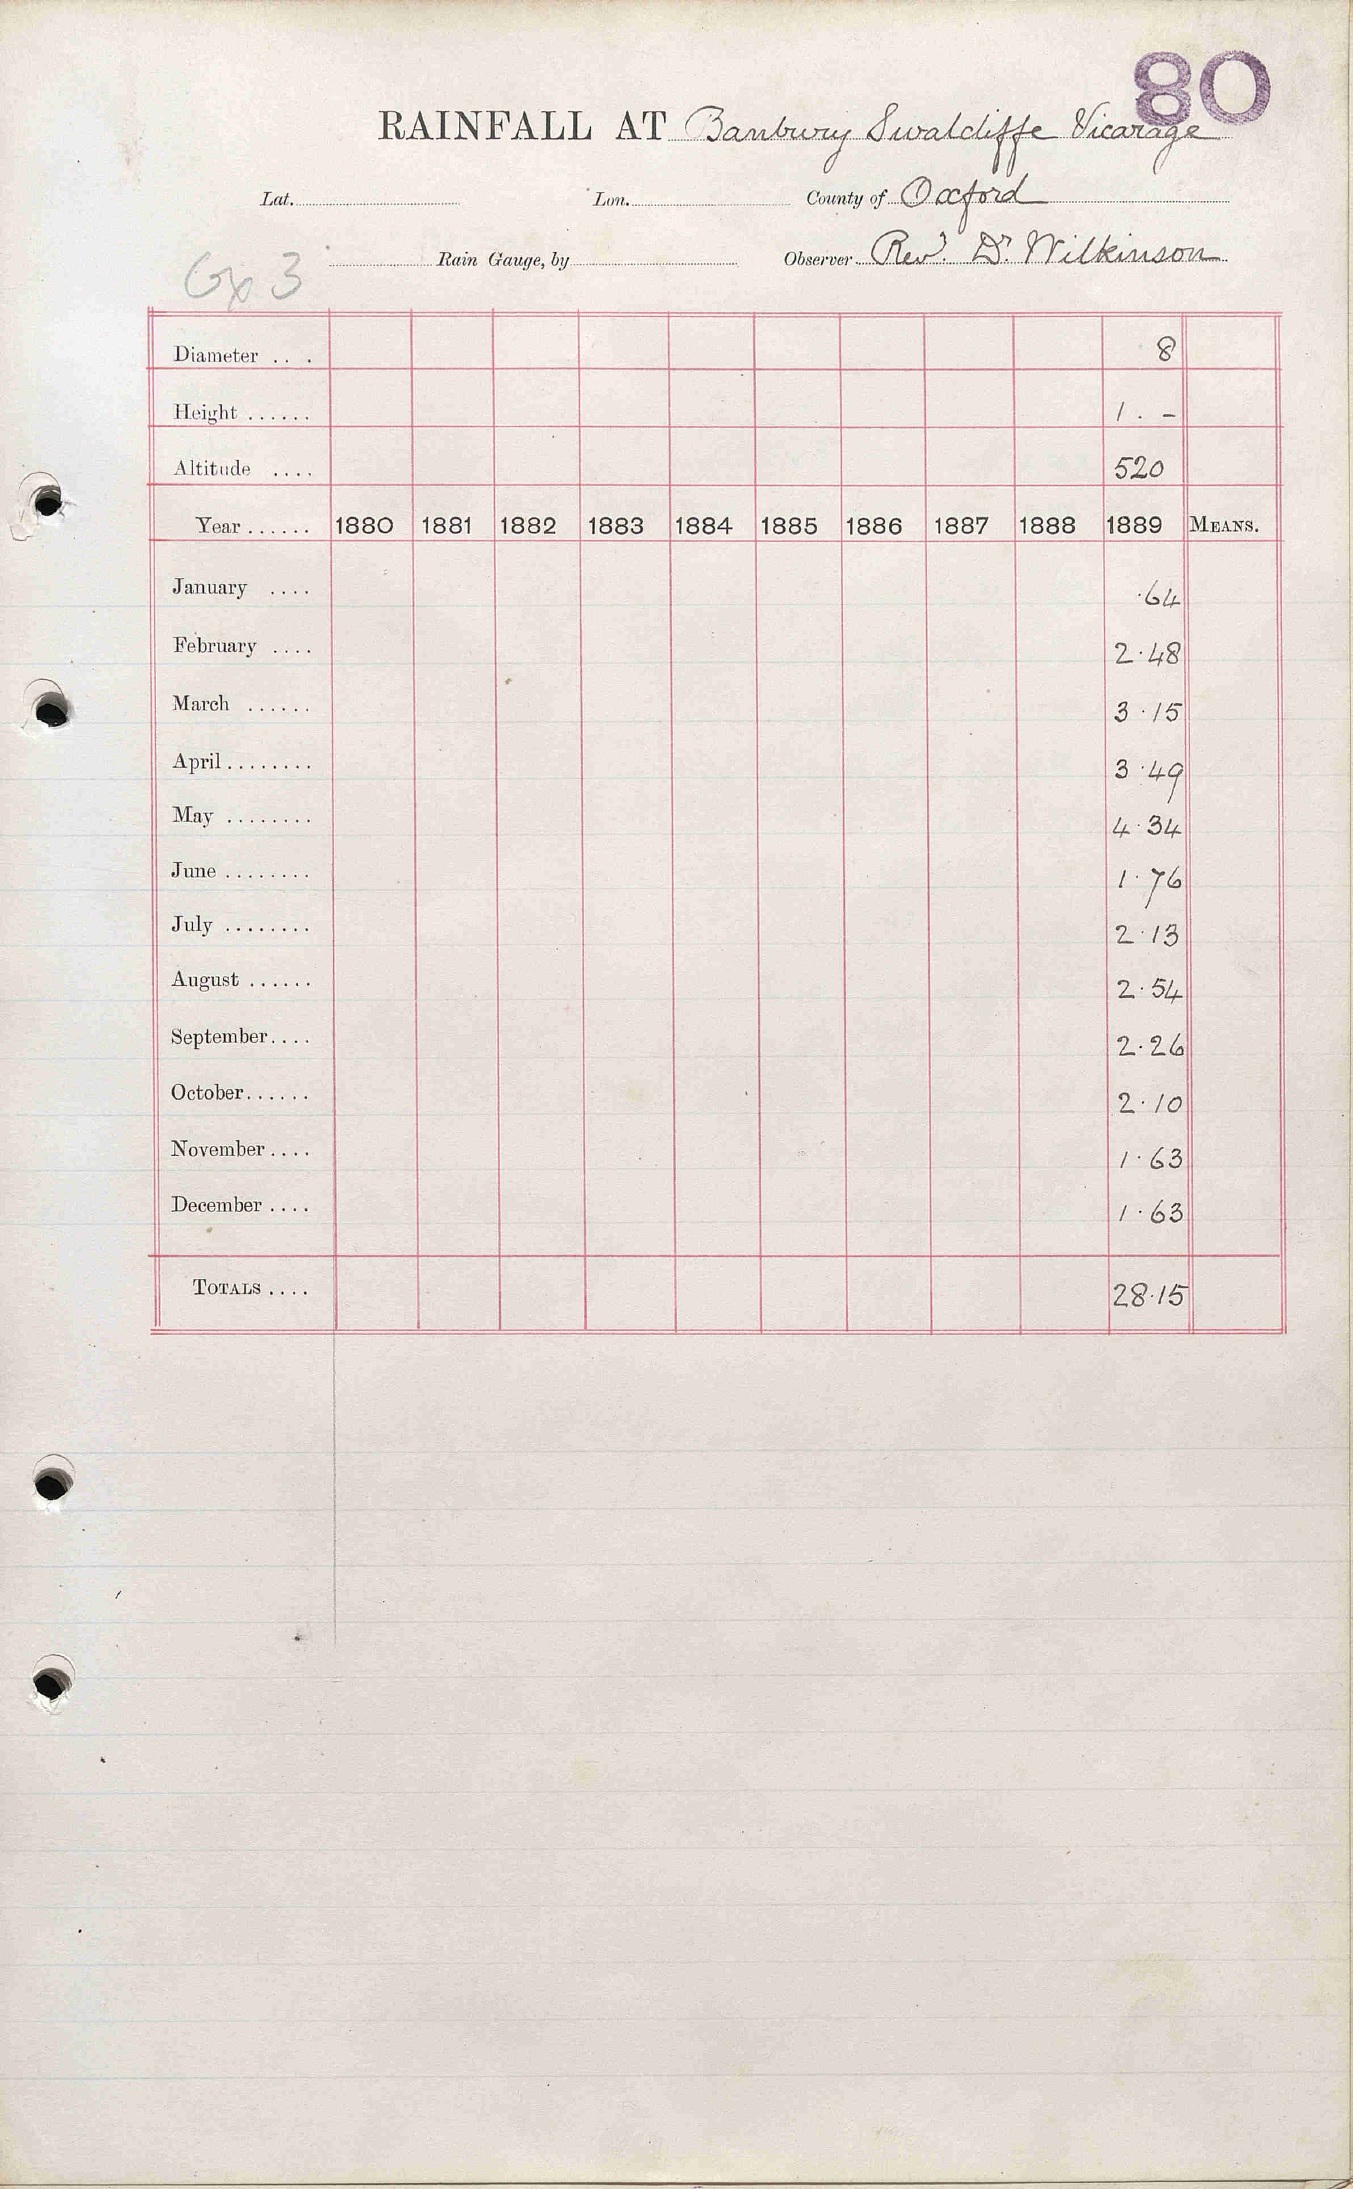 80
RAINFALL AT Banbury Swalcliffe Vicarage
Lat. Lon. County of Oxford
Rain Gauge, by Observer Revd. Dr. Wilkinson
Diameter . . . 8
Height . . . . . . 1 . -
Altitude . . . . 520
Year . . . . . . 1880 1881 1882 1883 1884 1885 1886 1887 1888 1889 MEANS.
January . . . . ·64
February . . . . 2·48
March . . . . . . 3·15
April . . . . . . . . 3·49
May . . . . . . . . 4·34
June . . . . . . . . 1·76
July . . . . . . . . 2·13
August . . . . . . 2·54
September . . . . 2·26
October . . . . . . 2·10
November . . . . 1·63
December . . . . 1·63
TOTALS . . . . 28·15